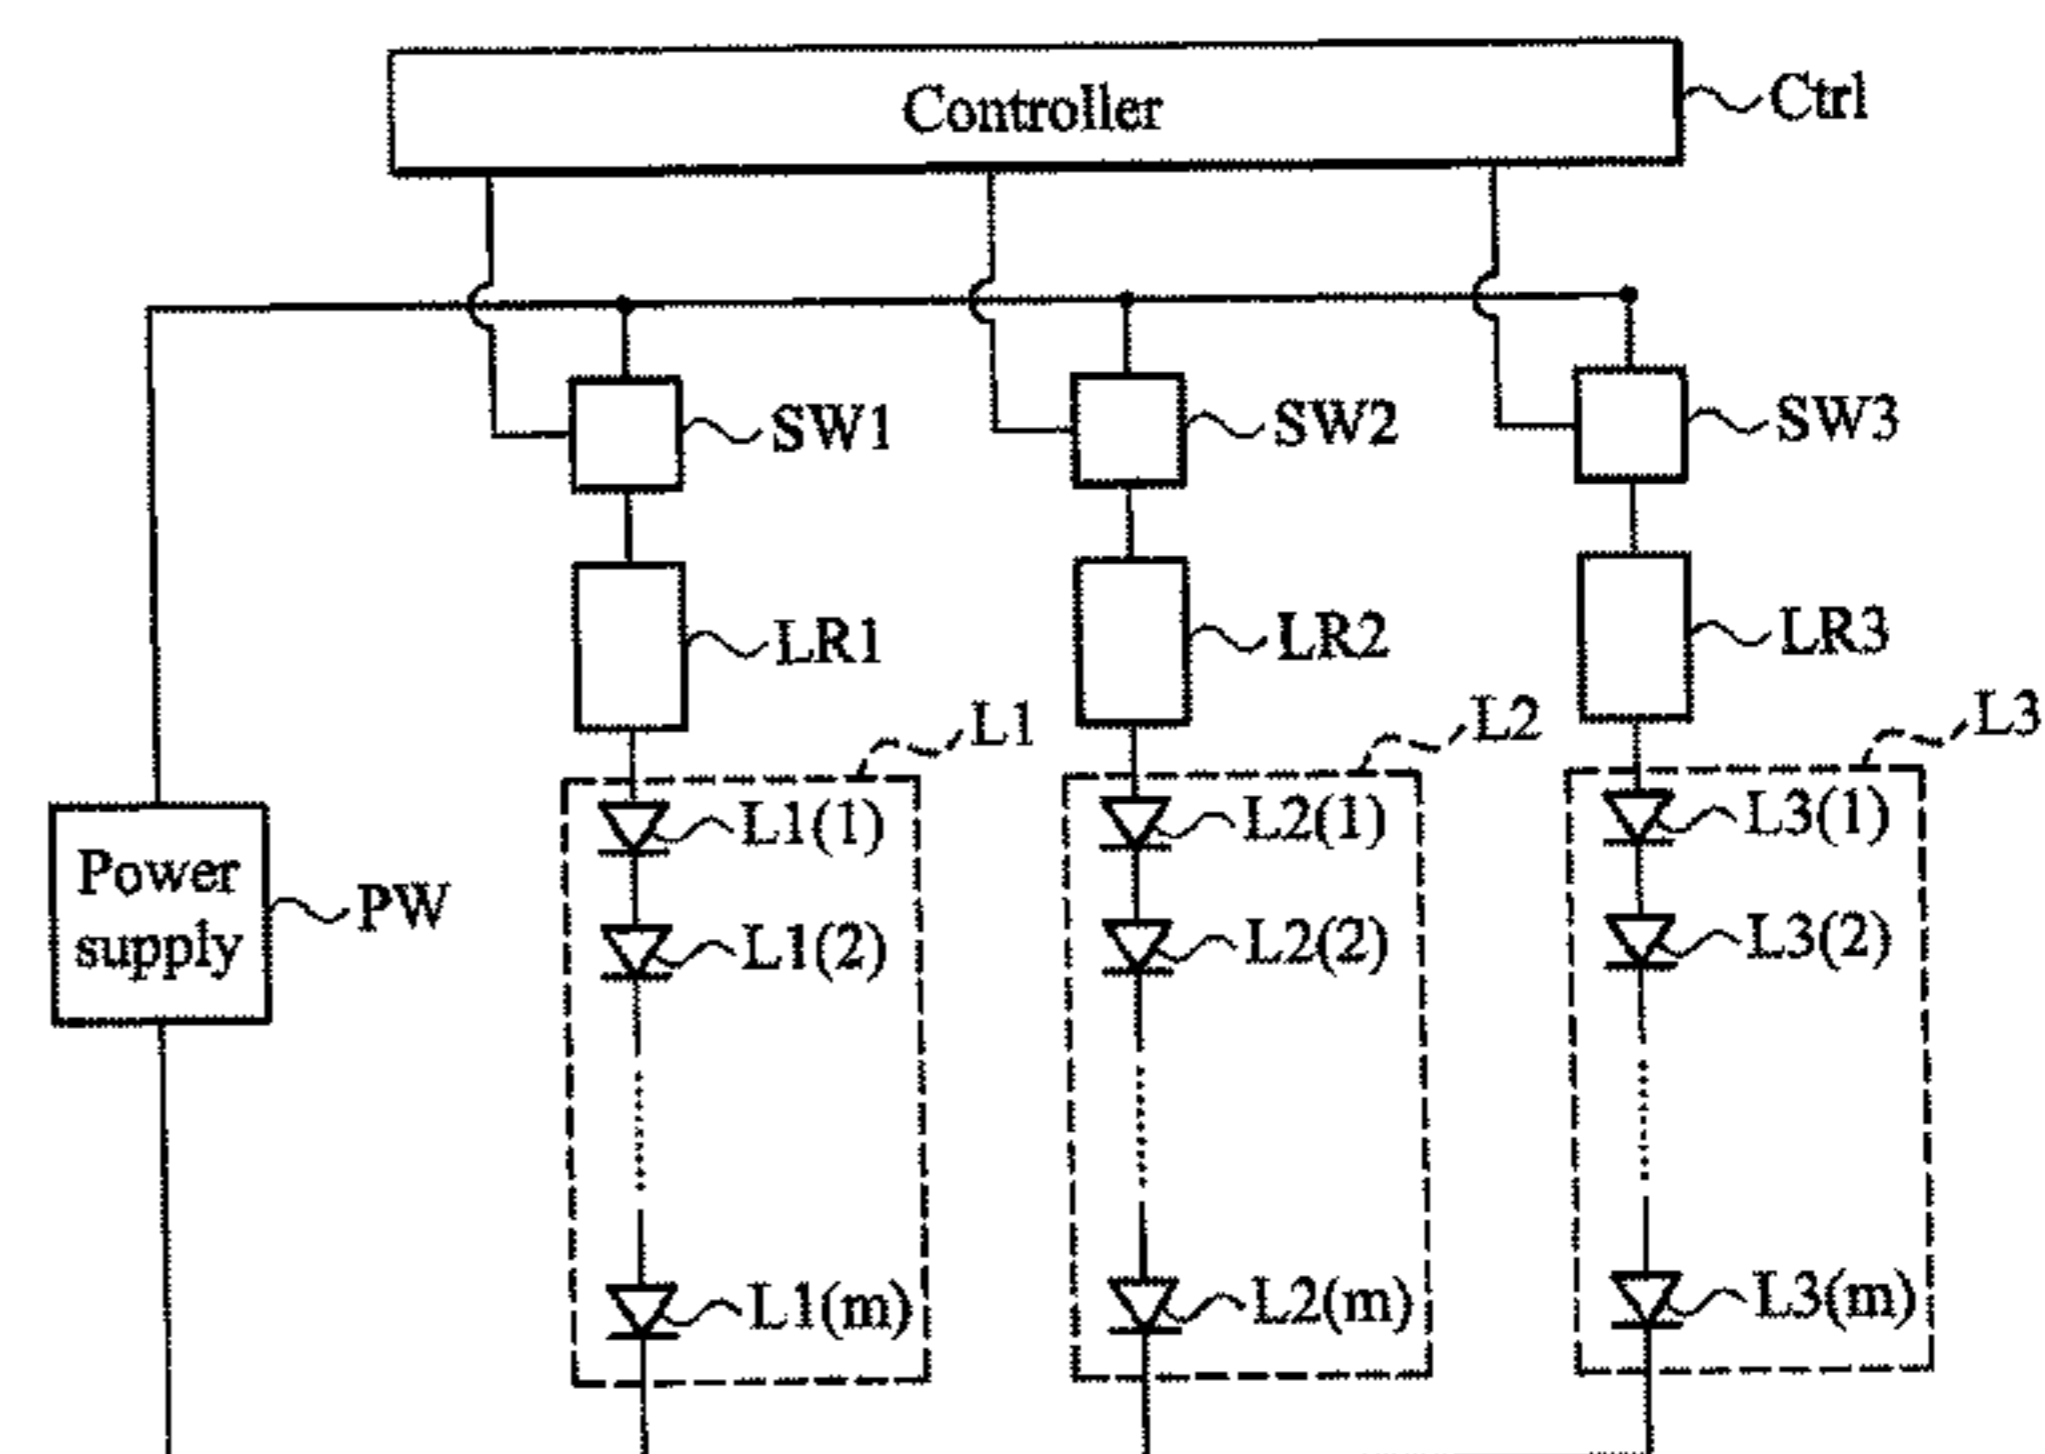 Controller
Ctrl
SW1
SW2
SW3
LR1
LR2
LR3
L1
L2
L3
L1(1)
L2(1)
L3(1)
Power
supply
PW
L1(2)
L2(2)
L3(2)
L1(m)
L2(m)
L3(m)